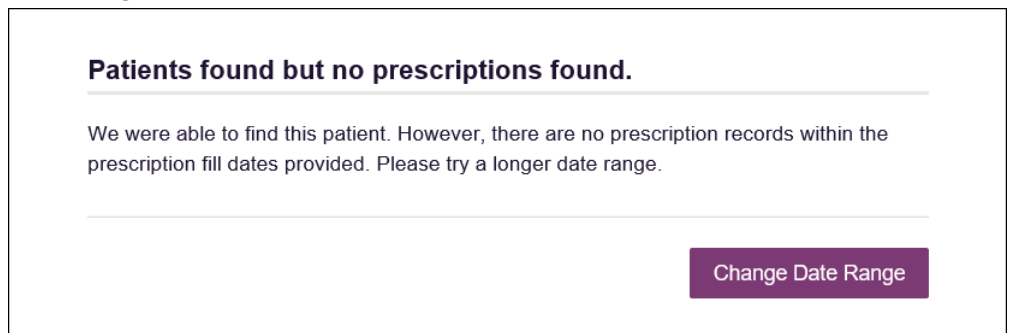 Patients found but no prescriptions found.
We were able to find this patient. However, there are no prescription records within the
prescription fill dates provided. Please try a longer date range.
Change Date Range